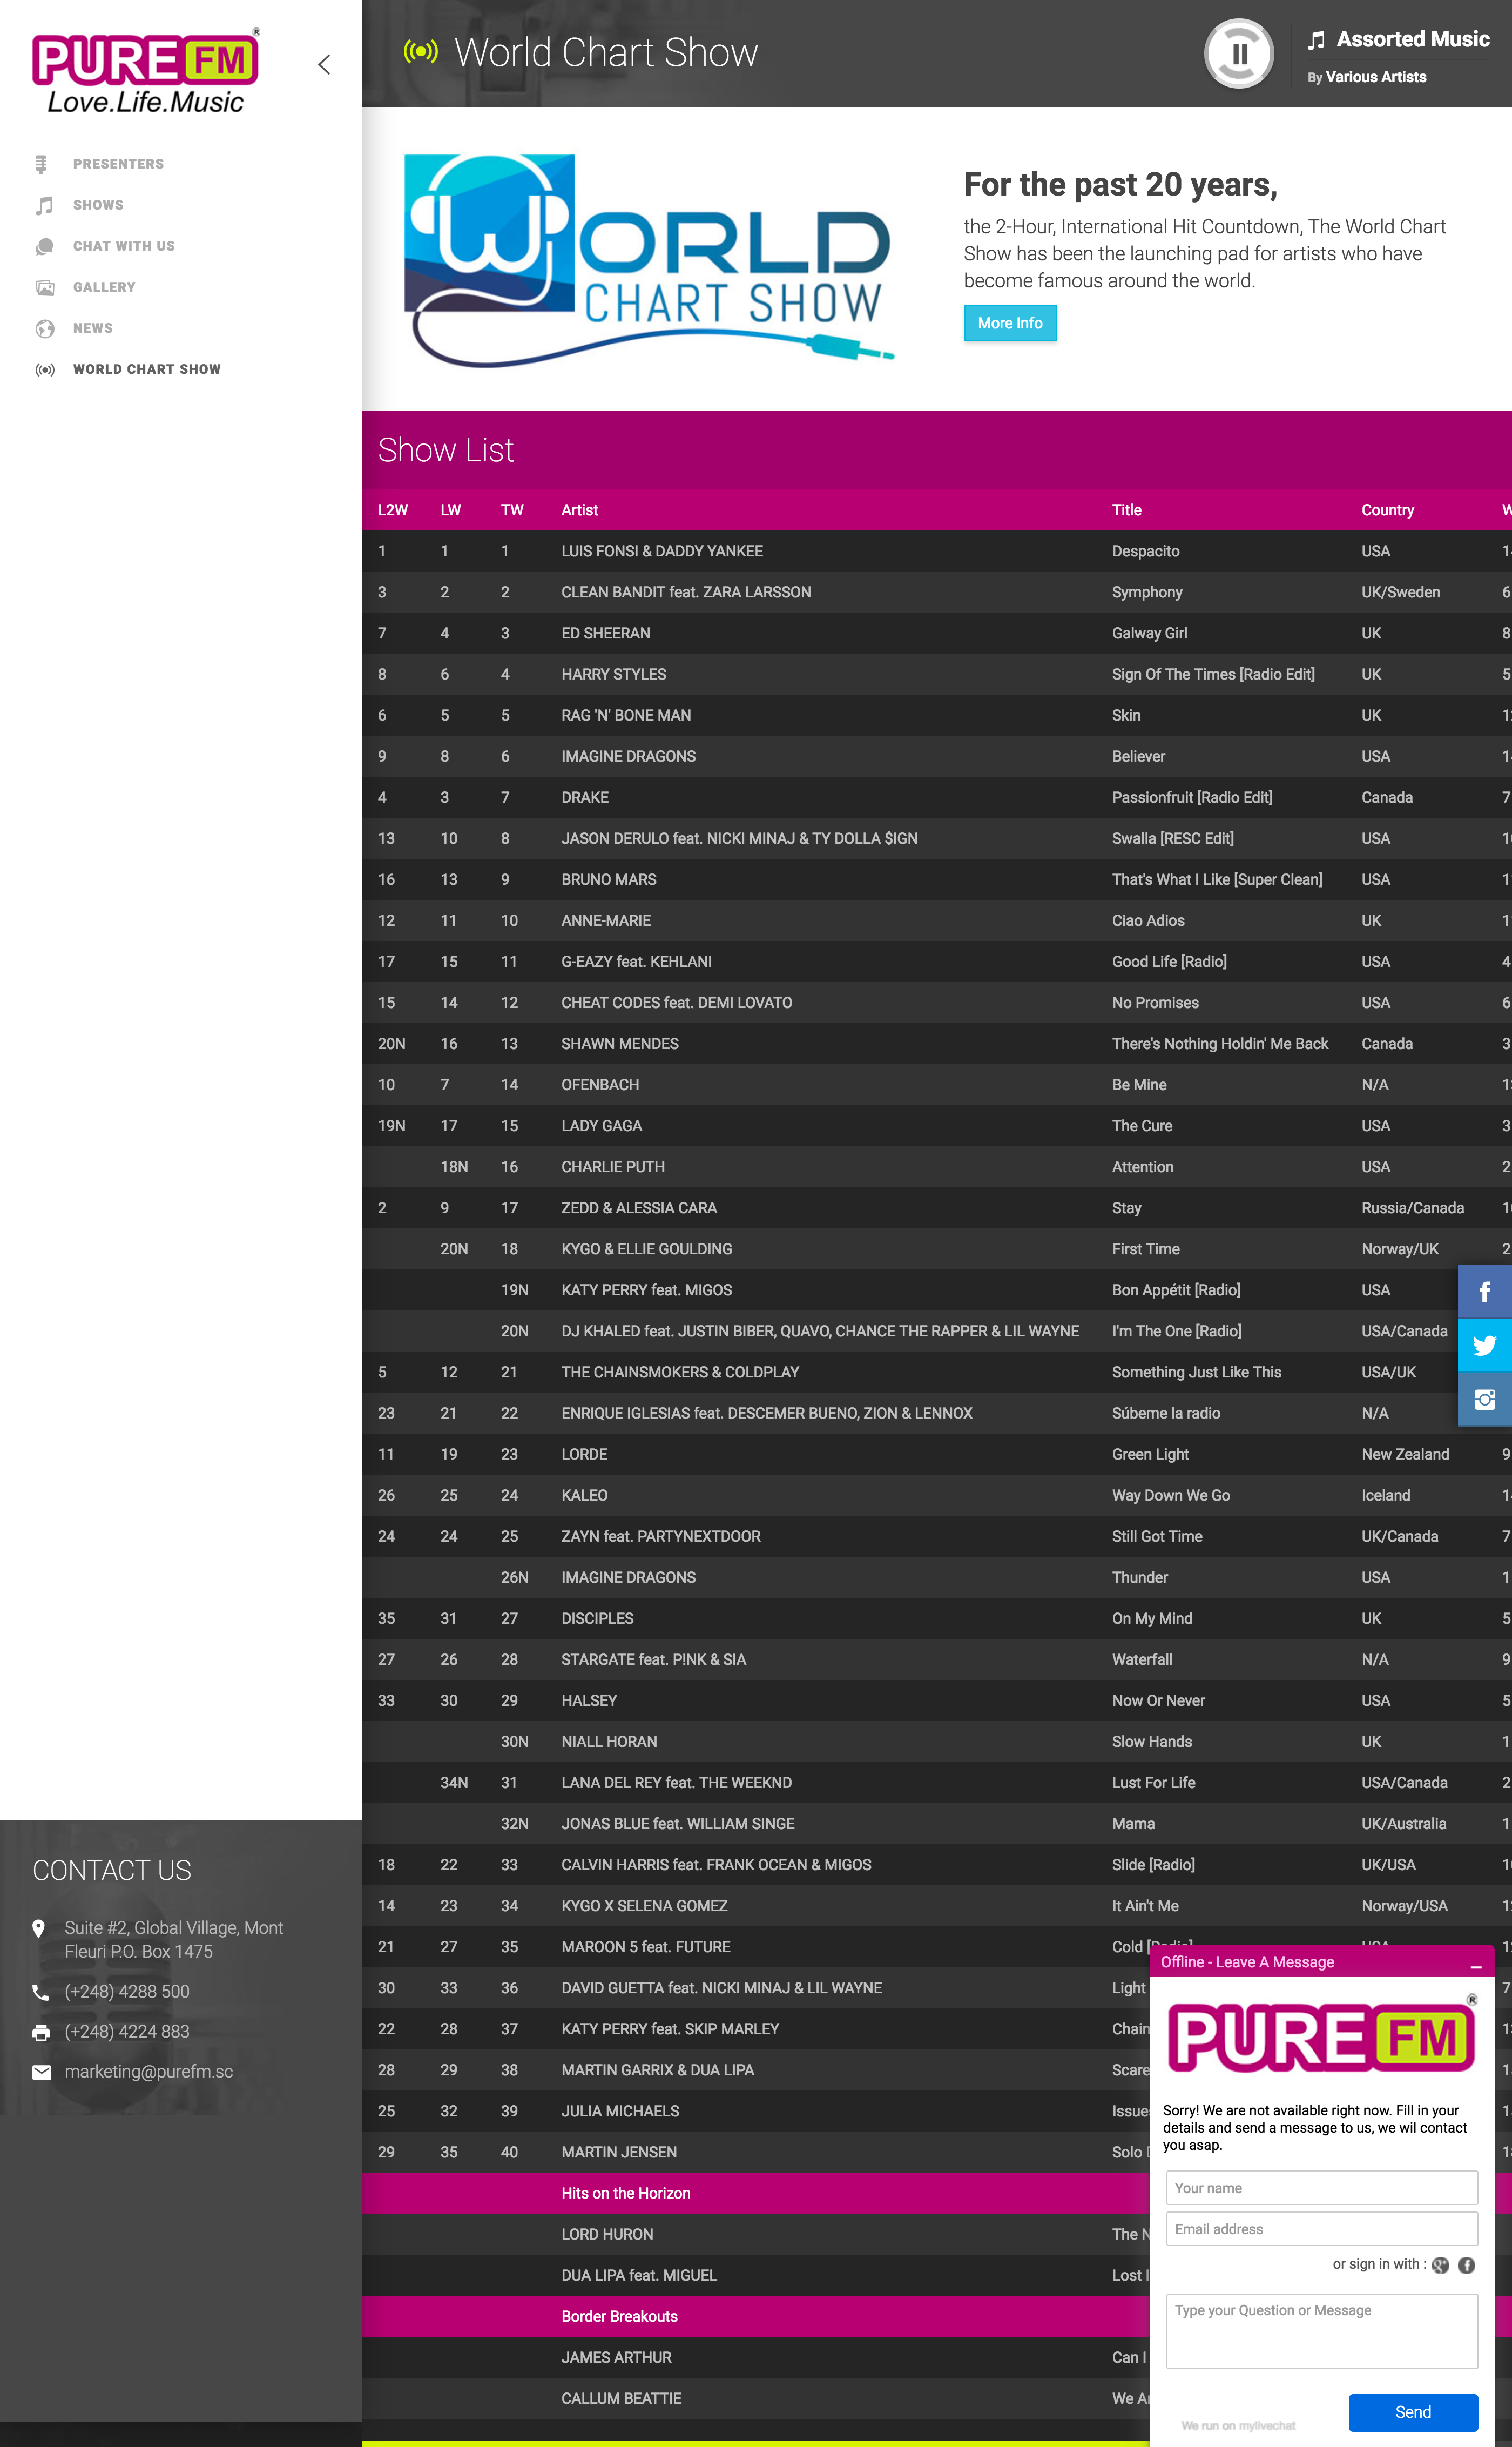 PURE FM ®
Love.Life.Music
PRESENTERS
SHOWS
CHAT WITH US
GALLERY
NEWS
WORLD CHART SHOW
World Chart Show
Assorted Music
By Various Artists
WORLD
CHART SHOW
For the past 20 years,
the 2-Hour, International Hit Countdown, The World Chart
Show has been the launching pad for artists who have
become famous around the world.
More Info
Show List
L2W LW TW Artist Title Country
1 1 1 LUIS FONSI & DADDY YANKEE Despacito USA
3 2 2 CLEAN BANDIT feat. ZARA LARSSON Symphony UK/Sweden 6
7 4 3 ED SHEERAN Galway Girl UK 8
8 6 4 HARRY STYLES Sign Of The Times [Radio Edit] UK 5
6 5 5 RAG 'N' BONE MAN Skin UK
9 8 6 IMAGINE DRAGONS Believer USA
4 3 7 DRAKE Passionfruit [Radio Edit] Canada 7
13 10 8 JASON DERULO feat. NICKI MINAJ & TY DOLLA $IGN Swalla [RESC Edit] USA
16 13 9 BRUNO MARS That's What I Like [Super Clean] USA
12 11 10 ANNE-MARIE Ciao Adios UK
17 15 11 G-EAZY feat. KEHLANI Good Life [Radio] USA 4
15 14 12 CHEAT CODES feat. DEMI LOVATO No Promises USA 6
20N 16 13 SHAWN MENDES There's Nothing Holdin' Me Back Canada 3
10 7 14 OFENBACH Be Mine N/A
19N 17 15 LADY GAGA The Cure USA 3
18N 16 CHARLIE PUTH Attention USA 2
2 9 17 ZEDD & ALESSIA CARA Stay Russia/Canada
20N 18 KYGO & ELLIE GOULDING First Time Norway/UK 2
19N KATY PERRY feat. MIGOS Bon Appétit [Radio] USA
20N DJ KHALED feat. JUSTIN BIBER, QUAVO, CHANCE THE RAPPER & LIL WAYNE I'm The One [Radio] USA/Canada
5 12 21 THE CHAINSMOKERS & COLDPLAY Something Just Like This USA/UK
23 21 22 ENRIQUE IGLESIAS feat. DESCEMER BUENO, ZION & LENNOX Súbeme la radio N/A
11 19 23 LORDE Green Light New Zealand 9
26 25 24 KALEO Way Down We Go Iceland
24 24 25 ZAYN feat. PARTYNEXTDOOR Still Got Time UK/Canada 7
26N IMAGINE DRAGONS Thunder USA 1
35 31 27 DISCIPLES On My Mind UK 5
27 26 28 STARGATE feat. P!NK & SIA Waterfall N/A 9
33 30 29 HALSEY Now Or Never USA 5
30N NIALL HORAN Slow Hands UK 1
34N 31 LANA DEL REY feat. THE WEEKND Lust For Life USA/Canada 2
32N JONAS BLUE feat. WILLIAM SINGE Mama UK/Australia 1
18 22 33 CALVIN HARRIS feat. FRANK OCEAN & MIGOS Slide [Radio] UK/USA
14 23 34 KYGO X SELENA GOMEZ It Ain't Me Norway/USA
21 27 35 MAROON 5 feat. FUTURE Cold [Radio] USA
30 33 36 DAVID GUETTA feat. NICKI MINAJ & LIL WAYNE Light 7
22 28 37 KATY PERRY feat. SKIP MARLEY Chain
28 29 38 MARTIN GARRIX & DUA LIPA Scare
25 32 39 JULIA MICHAELS Issue
29 35 40 MARTIN JENSEN Solo
Hits on the Horizon
LORD HURON The
DUA LIPA feat. MIGUEL Lost
Border Breakouts
JAMES ARTHUR Can I
CALLUM BEATTIE We
CONTACT US
Suite #2, Global Village, Mont
Fleuri P.O. Box 1475
(+248) 4288 500
(+248) 4224 883
marketing@purefm.sc
Offline - Leave A Message
PURE FM ®
Sorry! We are not available right now. Fill in your
details and send a message to us, we wil contact
you asap.
Your name
Email address
or sign in with :
Type your Question or Message
Send
We run on mylivechat